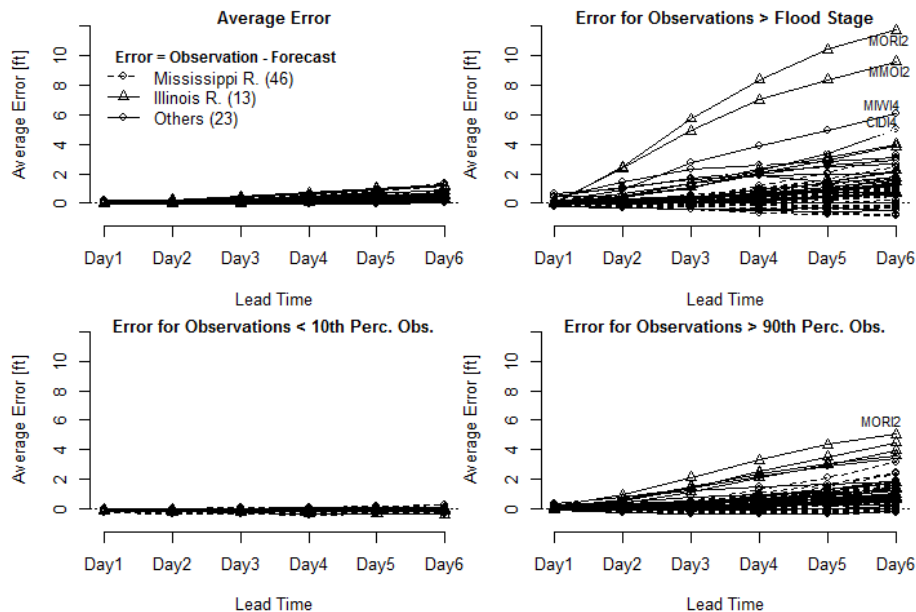 Average Error
Average Error [ft]
10
8
6
4
2
0
Error = Observation - Forecast
Mississippi R. (46)
Illinois R. (13)
Others (23)
Day1 Day2 Day3 Day4 Day5 Day6
Lead Time
Error for Observations > Flood Stage
Average Error [ft]
10
8
6
4
2
0
MORI2
MMOI2
MIWI4
CIDI4
Day1 Day2 Day3 Day4 Day5 Day6
Lead Time
Error for Observations < 10th Perc. Obs.
Average Error [ft]
10
8
6
4
2
0
Day1 Day2 Day3 Day4 Day5 Day6
Lead Time
Error for Observations > 90th Perc. Obs.
Average Error [ft]
10
8
6
4
2
0
MORI2
Day1 Day2 Day3 Day4 Day5 Day6
Lead Time